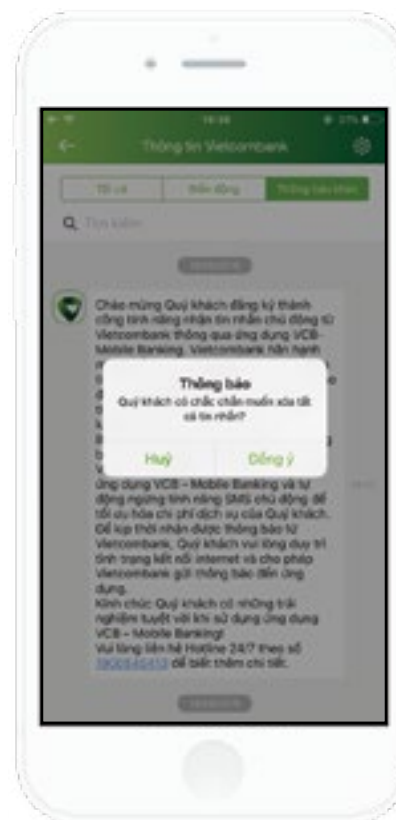 Thông tin Vietcombank
Tất cả Biến động Thông báo khác
Tìm kiếm
Chào mừng Quý khách đăng ký thành
công tính năng nhận tin nhắn chủ động từ
Vietcombank thông qua ứng dụng VCB-
Mobile Banking. Vietcombank hân hạnh
Thông báo
Quý khách có chắc chắn muốn xóa tất
cả tin nhắn?
Huỷ Đồng ý
ứng dụng VCB – Mobile Banking và tự
động ngừng tính năng SMS chủ động để
tối ưu hóa chi phí dịch vụ của Quý khách.
Để kịp thời nhận được thông báo từ
Vietcombank, Quý khách vui lòng duy trì
tình trạng kết nối internet và cho phép
Vietcombank gửi thông báo đến ứng
dụng.
Kính chúc Quý khách có những trải
nghiệm tuyệt vời khi sử dụng ứng dụng
VCB – Mobile Banking!
Vui lòng liên hệ Hotline 24/7 theo số
1900545413 để biết thêm chi tiết.